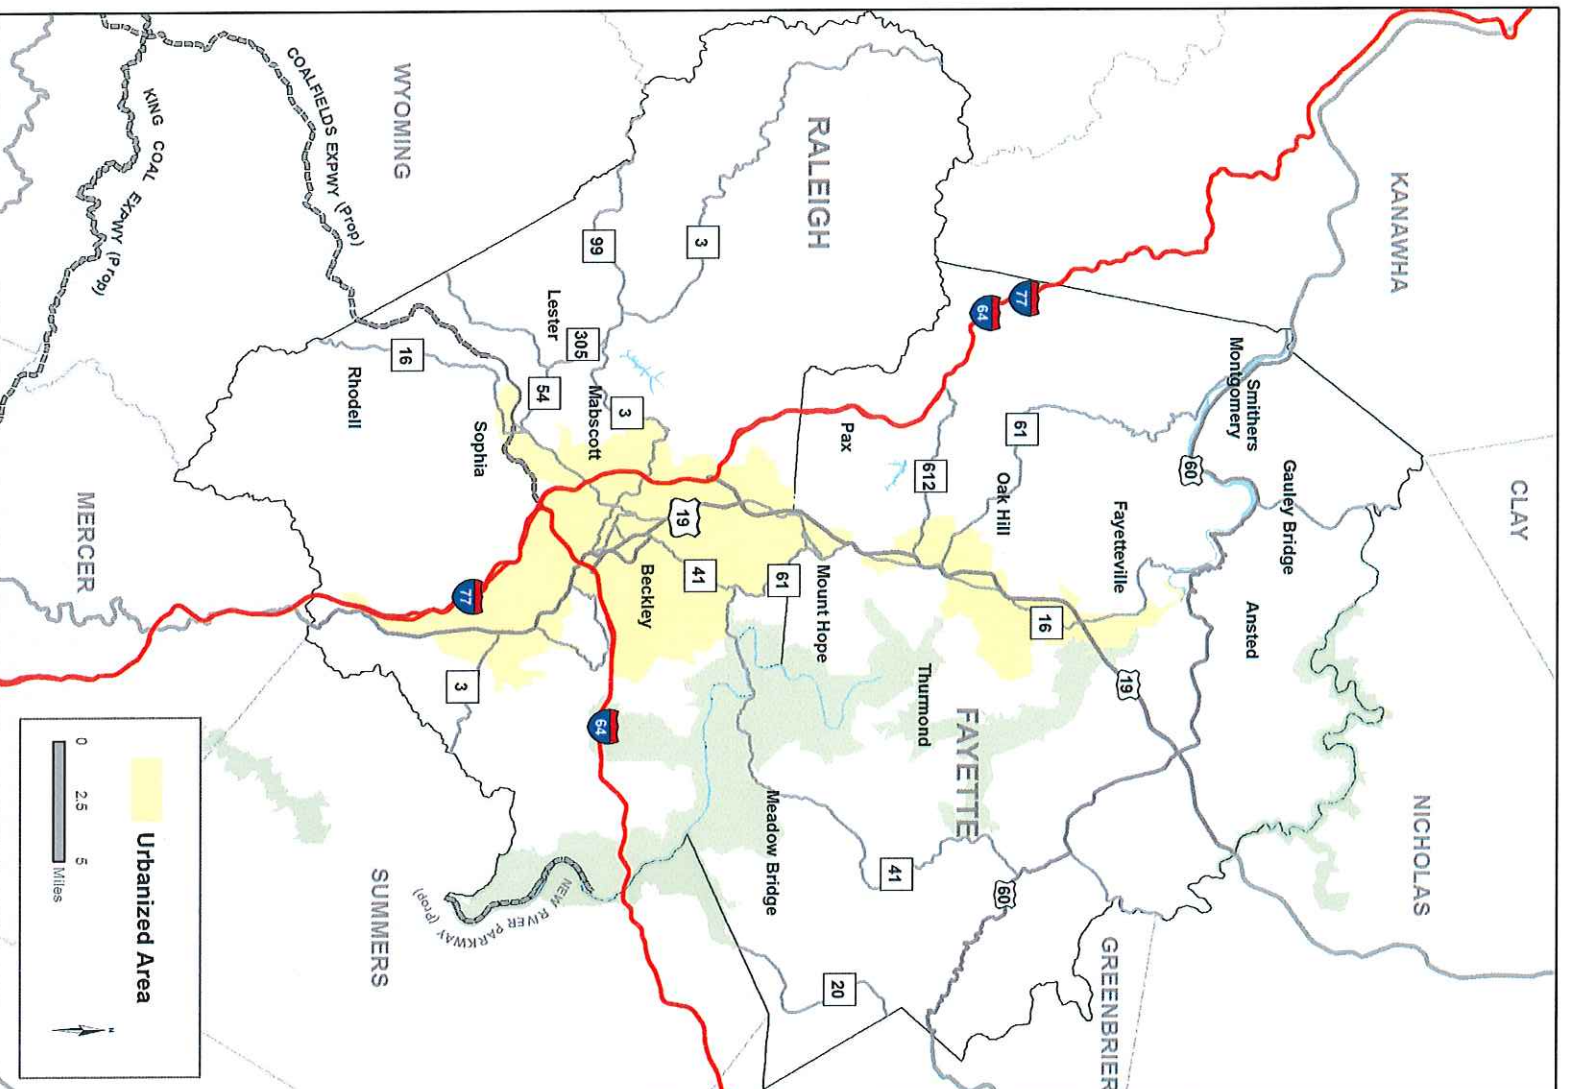 KANAWHA
CLAY
NICHOLAS
GREENBRIER
WYOMING
RALEIGH
FAYETTE
MERCER
SUMMERS
COALFIELDS EXPWY (Prop)
KING COAL EXPWY (Prop)
NEW RIVER PARKWAY (Prop)
Montgomery
Smithers
Gauley Bridge
Ansted
Fayetteville
Oak Hill
Pax
Mount Hope
Thurmond
Meadow Bridge
Beckley
Mabscott
Lester
Sophia
Rhodell
77
64
60
61
612
16
19
3
99
305
54
3
16
19
41
61
77
3
64
41
60
20
Urbanized Area
0 2.5 5
Miles
N